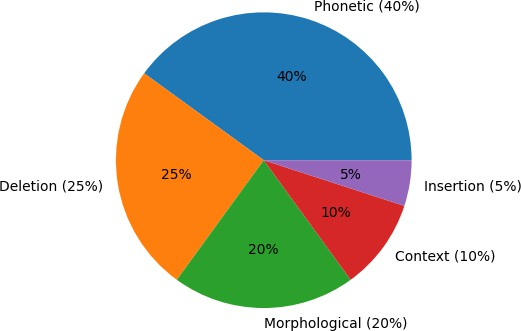 Phonetic (40%)
40%
Deletion (25%)
25%
5%
Insertion (5%)
10%
20%
Context (10%)
Morphological (20%)